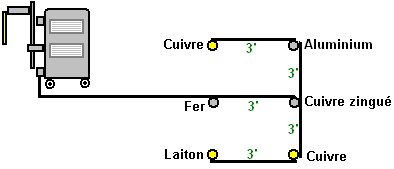 Cuivre 3' Aluminium
3'
Fer 3' Cuivre zingué
3'
Laiton 3' Cuivre